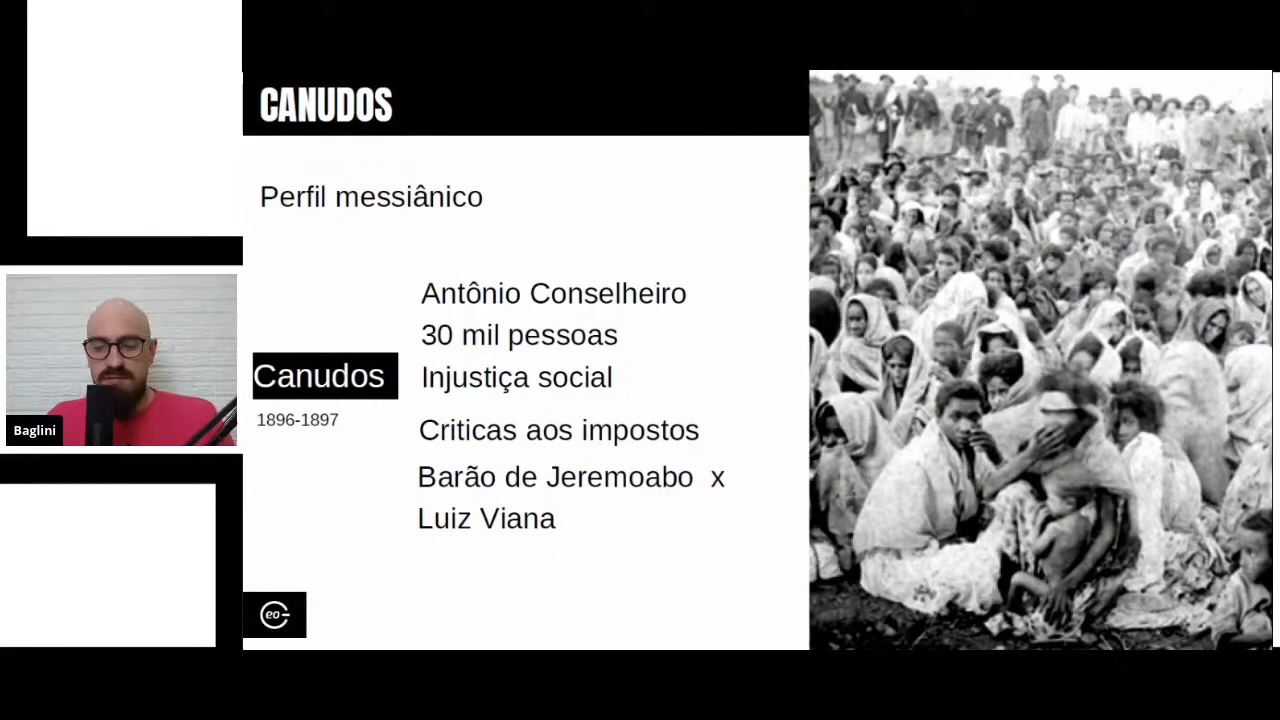 CANUDOS
Perfil messiânico
Antônio Conselheiro
30 mil pessoas
Canudos
Injustiça social
1896-1897
Criticas aos impostos
Barão de Jeremoabo x
Luiz Viana
Baglini
eo